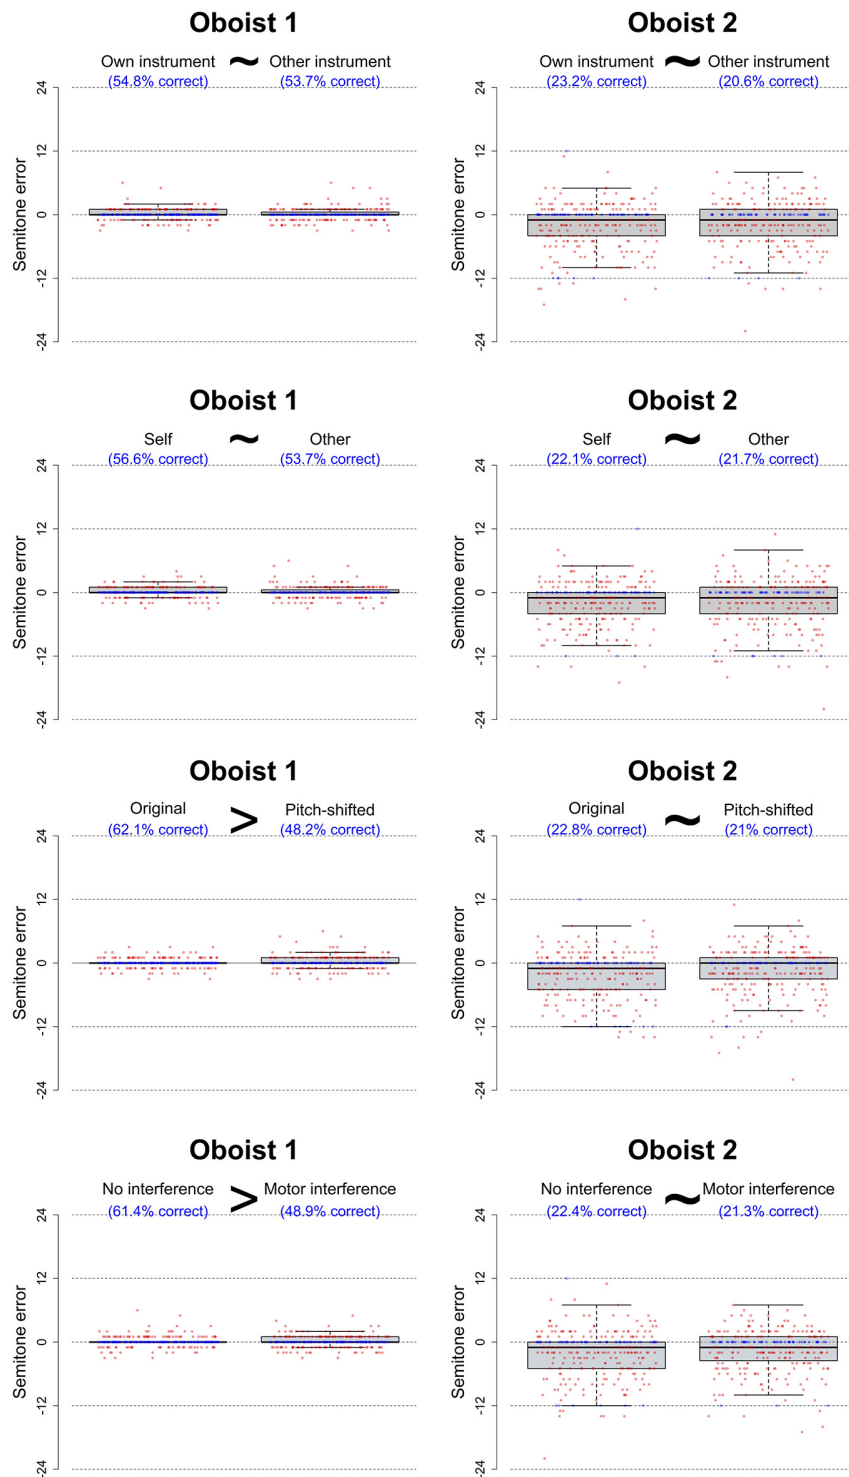 Oboist 1
Own instrument ~ Other instrument
(54.8% correct) (53.7% correct)
24
12
0
-12
-24
Semitone error
Oboist 2
Own instrument ~ Other instrument
(23.2% correct) (20.6% correct)
24
12
0
-12
-24
Semitone error
Oboist 1
Self ~ Other
(56.6% correct) (53.7% correct)
24
12
0
-12
-24
Semitone error
Oboist 2
Self ~ Other
(22.1% correct) (21.7% correct)
24
12
0
-12
-24
Semitone error
Oboist 1
Original > Pitch-shifted
(62.1% correct) (48.2% correct)
24
12
0
-12
-24
Semitone error
Oboist 2
Original ~ Pitch-shifted
(22.8% correct) (21% correct)
24
12
0
-12
-24
Semitone error
Oboist 1
No interference > Motor interference
(61.4% correct) (48.9% correct)
24
12
0
-12
-24
Semitone error
Oboist 2
No interference ~ Motor interference
(22.4% correct) (21.3% correct)
24
12
0
-12
-24
Semitone error